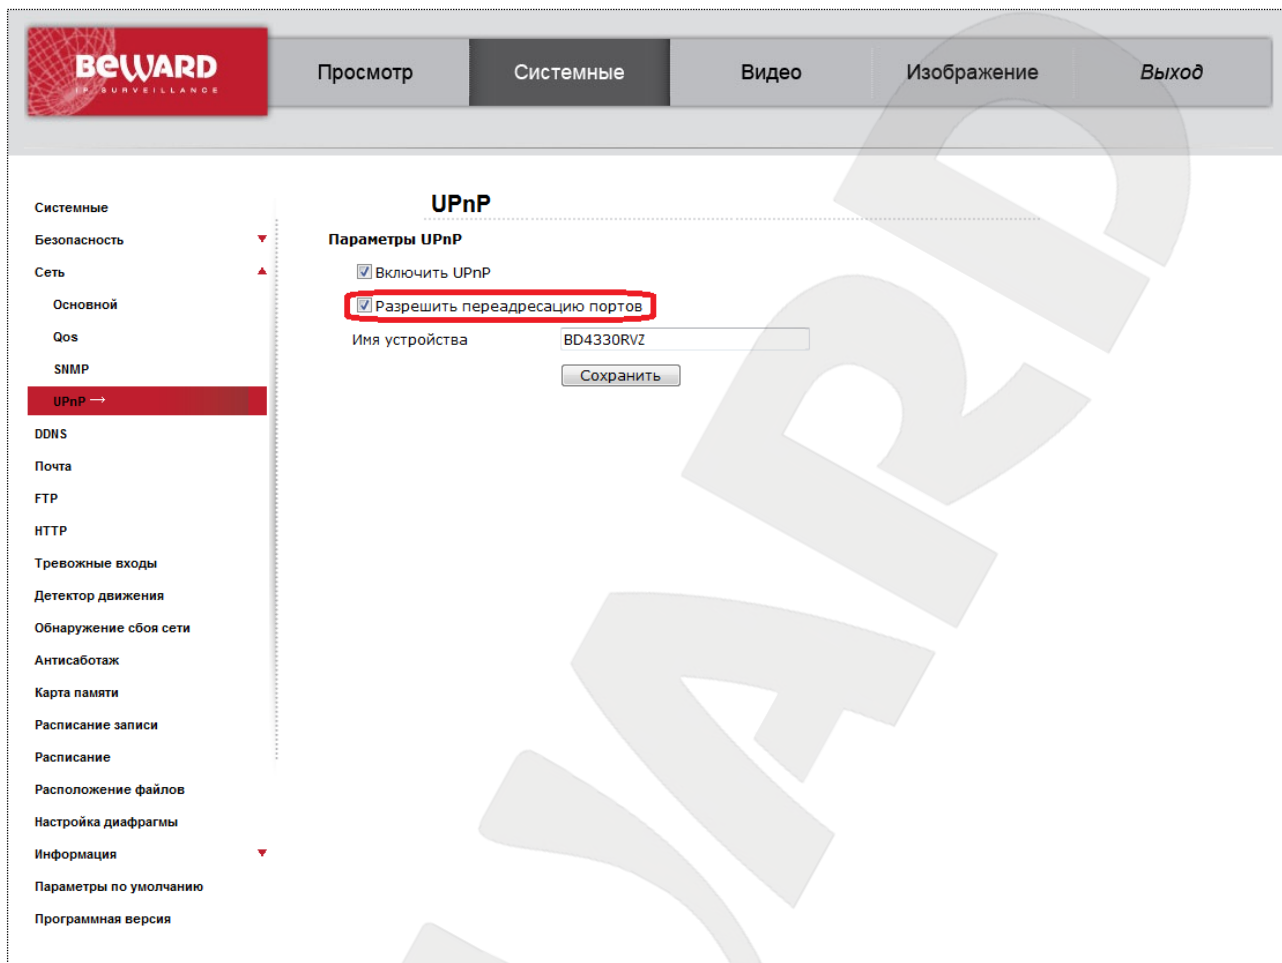 BEWARD
IP SURVEILLANCE
Просмотр
Системные
Видео
Изображение
Выход
Системные
Безопасность
Сеть
Основной
Qos
SNMP
UPnP →
DDNS
Почта
FTP
HTTP
Тревожные входы
Детектор движения
Обнаружение сбоя сети
Антисаботаж
Карта памяти
Расписание записи
Расписание
Расположение файлов
Настройка диафрагмы
Информация
Параметры по умолчанию
Программная версия
UPnP
Параметры UPnP
Включить UPnP
Разрешить переадресацию портов
Имя устройства BD4330RVZ
Сохранить
WARD